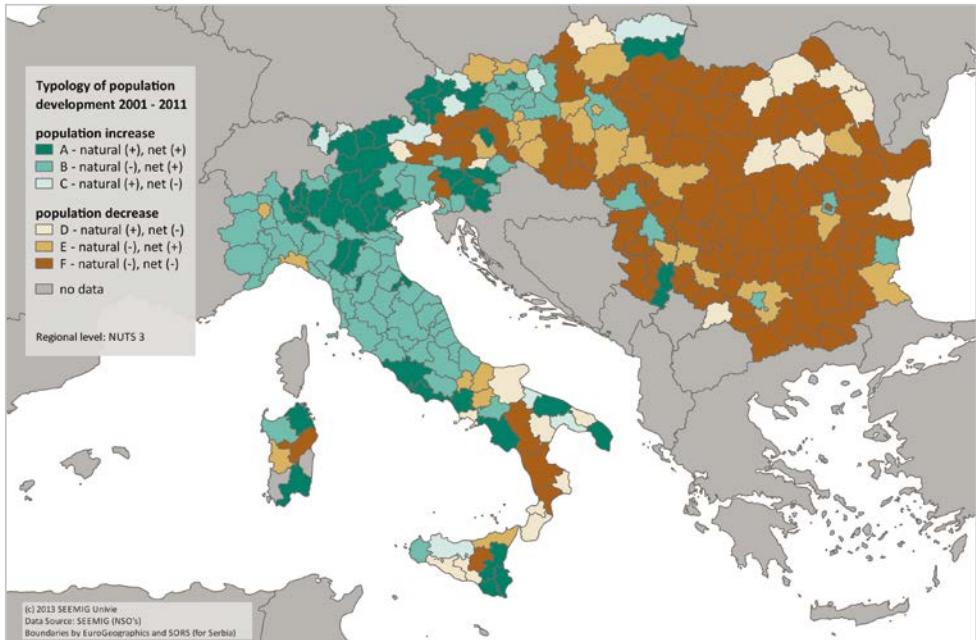 Typology of population
development 2001 - 2011
population increase
A - natural (+), net (+)
B - natural (-), net (+)
C - natural (+), net (-)
population decrease
D - natural (+), net (-)
E - natural (-), net (+)
F - natural (-), net (-)
no data
Regional level: NUTS 3
(c) 2013 SEEMIG Univie
Data Source: SEEMIG (NSO's)
Boundaries by EuroGeographics and SORS (for Serbia)